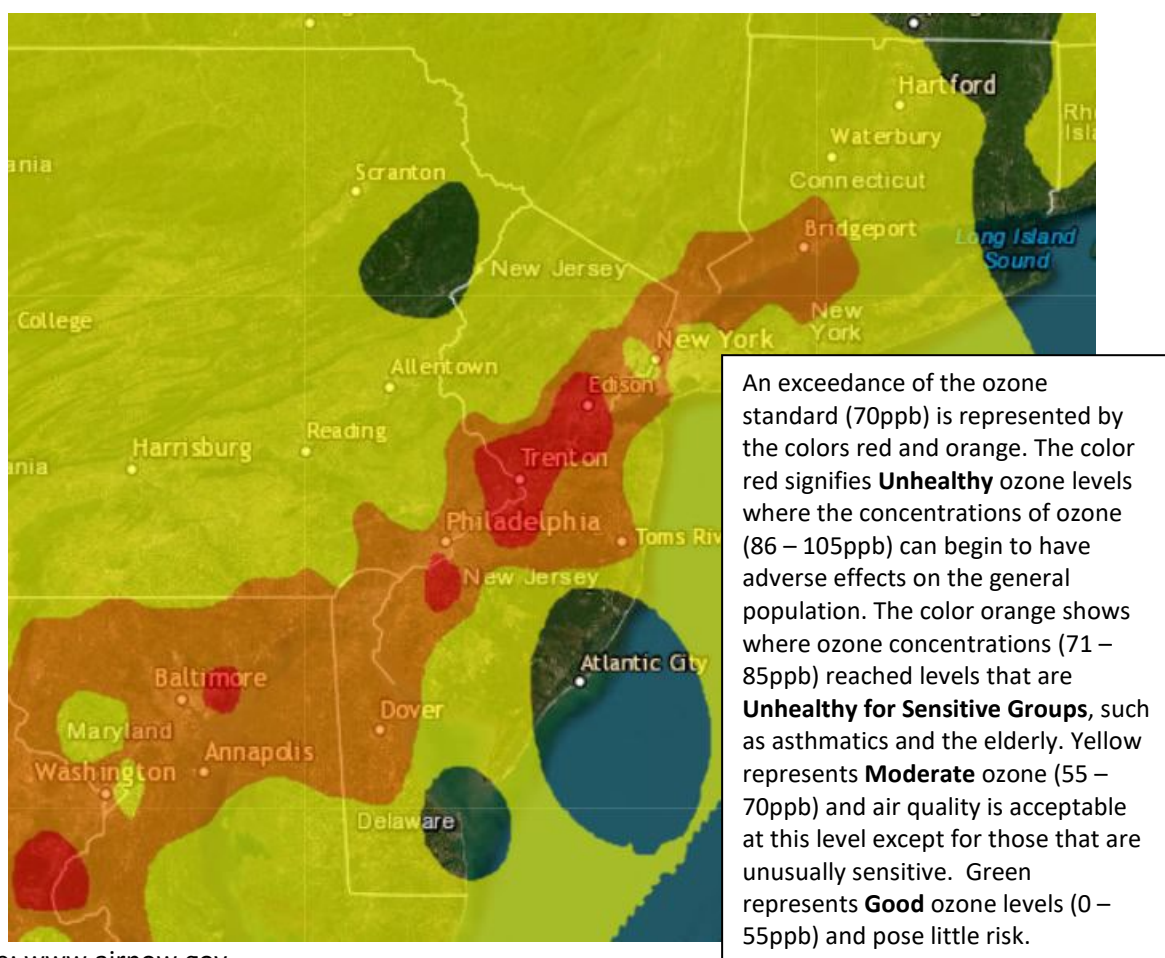 Hartford
Rh
Isl
Waterbury
ania
Scranton
Connecticut
Bridgeport
Long Island
Sound
New Jersey
College
New
York
New York
Allentown
Edison
Reading
Harrisburg
ania
Trenton
Philadelphia
Toms Riv
New Jersey
Atlantic City
Baltimore
Dover
Maryland
Annapolis
Washington
Delaware
An exceedance of the ozone
standard (70ppb) is represented by
the colors red and orange. The color
red signifies Unhealthy ozone levels
where the concentrations of ozone
(86 – 105ppb) can begin to have
adverse effects on the general
population. The color orange shows
where ozone concentrations (71 –
85ppb) reached levels that are
Unhealthy for Sensitive Groups, such
as asthmatics and the elderly. Yellow
represents Moderate ozone (55 –
70ppb) and air quality is acceptable
at this level except for those that are
unusually sensitive. Green
represents Good ozone levels (0 –
55ppb) and pose little risk.
www.airnow.gov